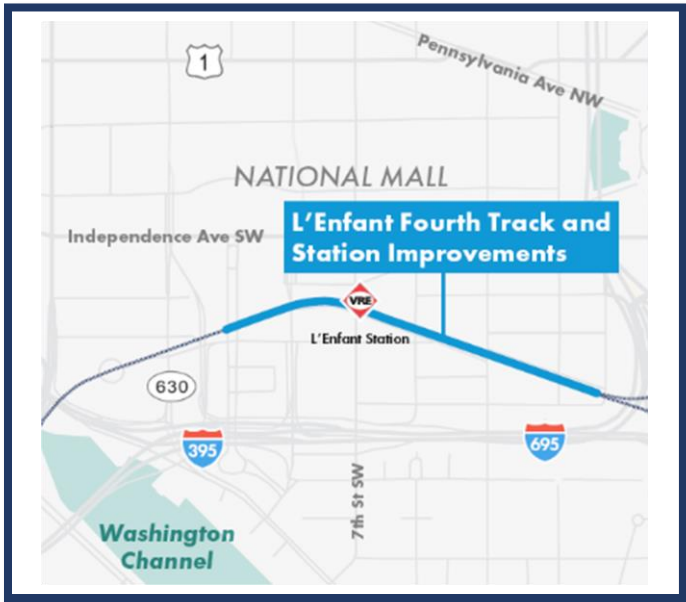 1
Pennsylvania Ave NW
NATIONAL MALL
L'Enfant Fourth Track and
Station Improvements
Independence Ave SW
VRE
L'Enfant Station
630
395
695
7th St SW
Washington
Channel